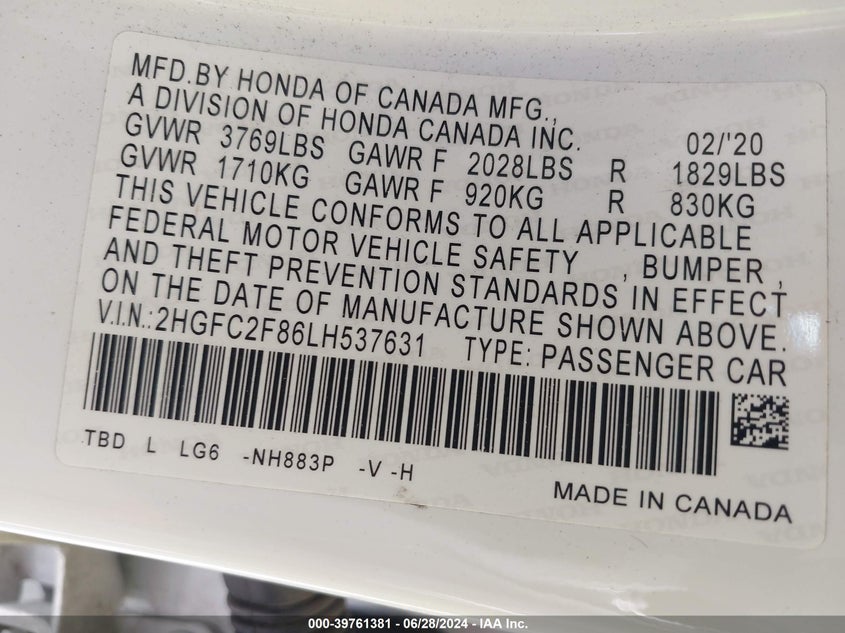 MFD.BY HONDA OF CANADA MFG.,
A DIVISION OF HONDA CANADA INC. 02/'20
GVWR 3769LBS GAWR F 2028LBS R 1829LBS
GVWR 1710KG GAWR F 920KG R 830KG
THIS VEHICLE CONFORMS TO ALL APPLICABLE
FEDERAL MOTOR VEHICLE SAFETY , BUMPER ,
AND THEFT PREVENTION STANDARDS IN EFFECT
ON THE DATE OF MANUFACTURE SHOWN ABOVE.
V.I.N.:2HGFC2F86LH537631 TYPE: PASSENGER CAR
TBD L LG6 -NH883P -V -H
MADE IN CANADA
000-39761381 / 06/28/2024 - IAA Inc.